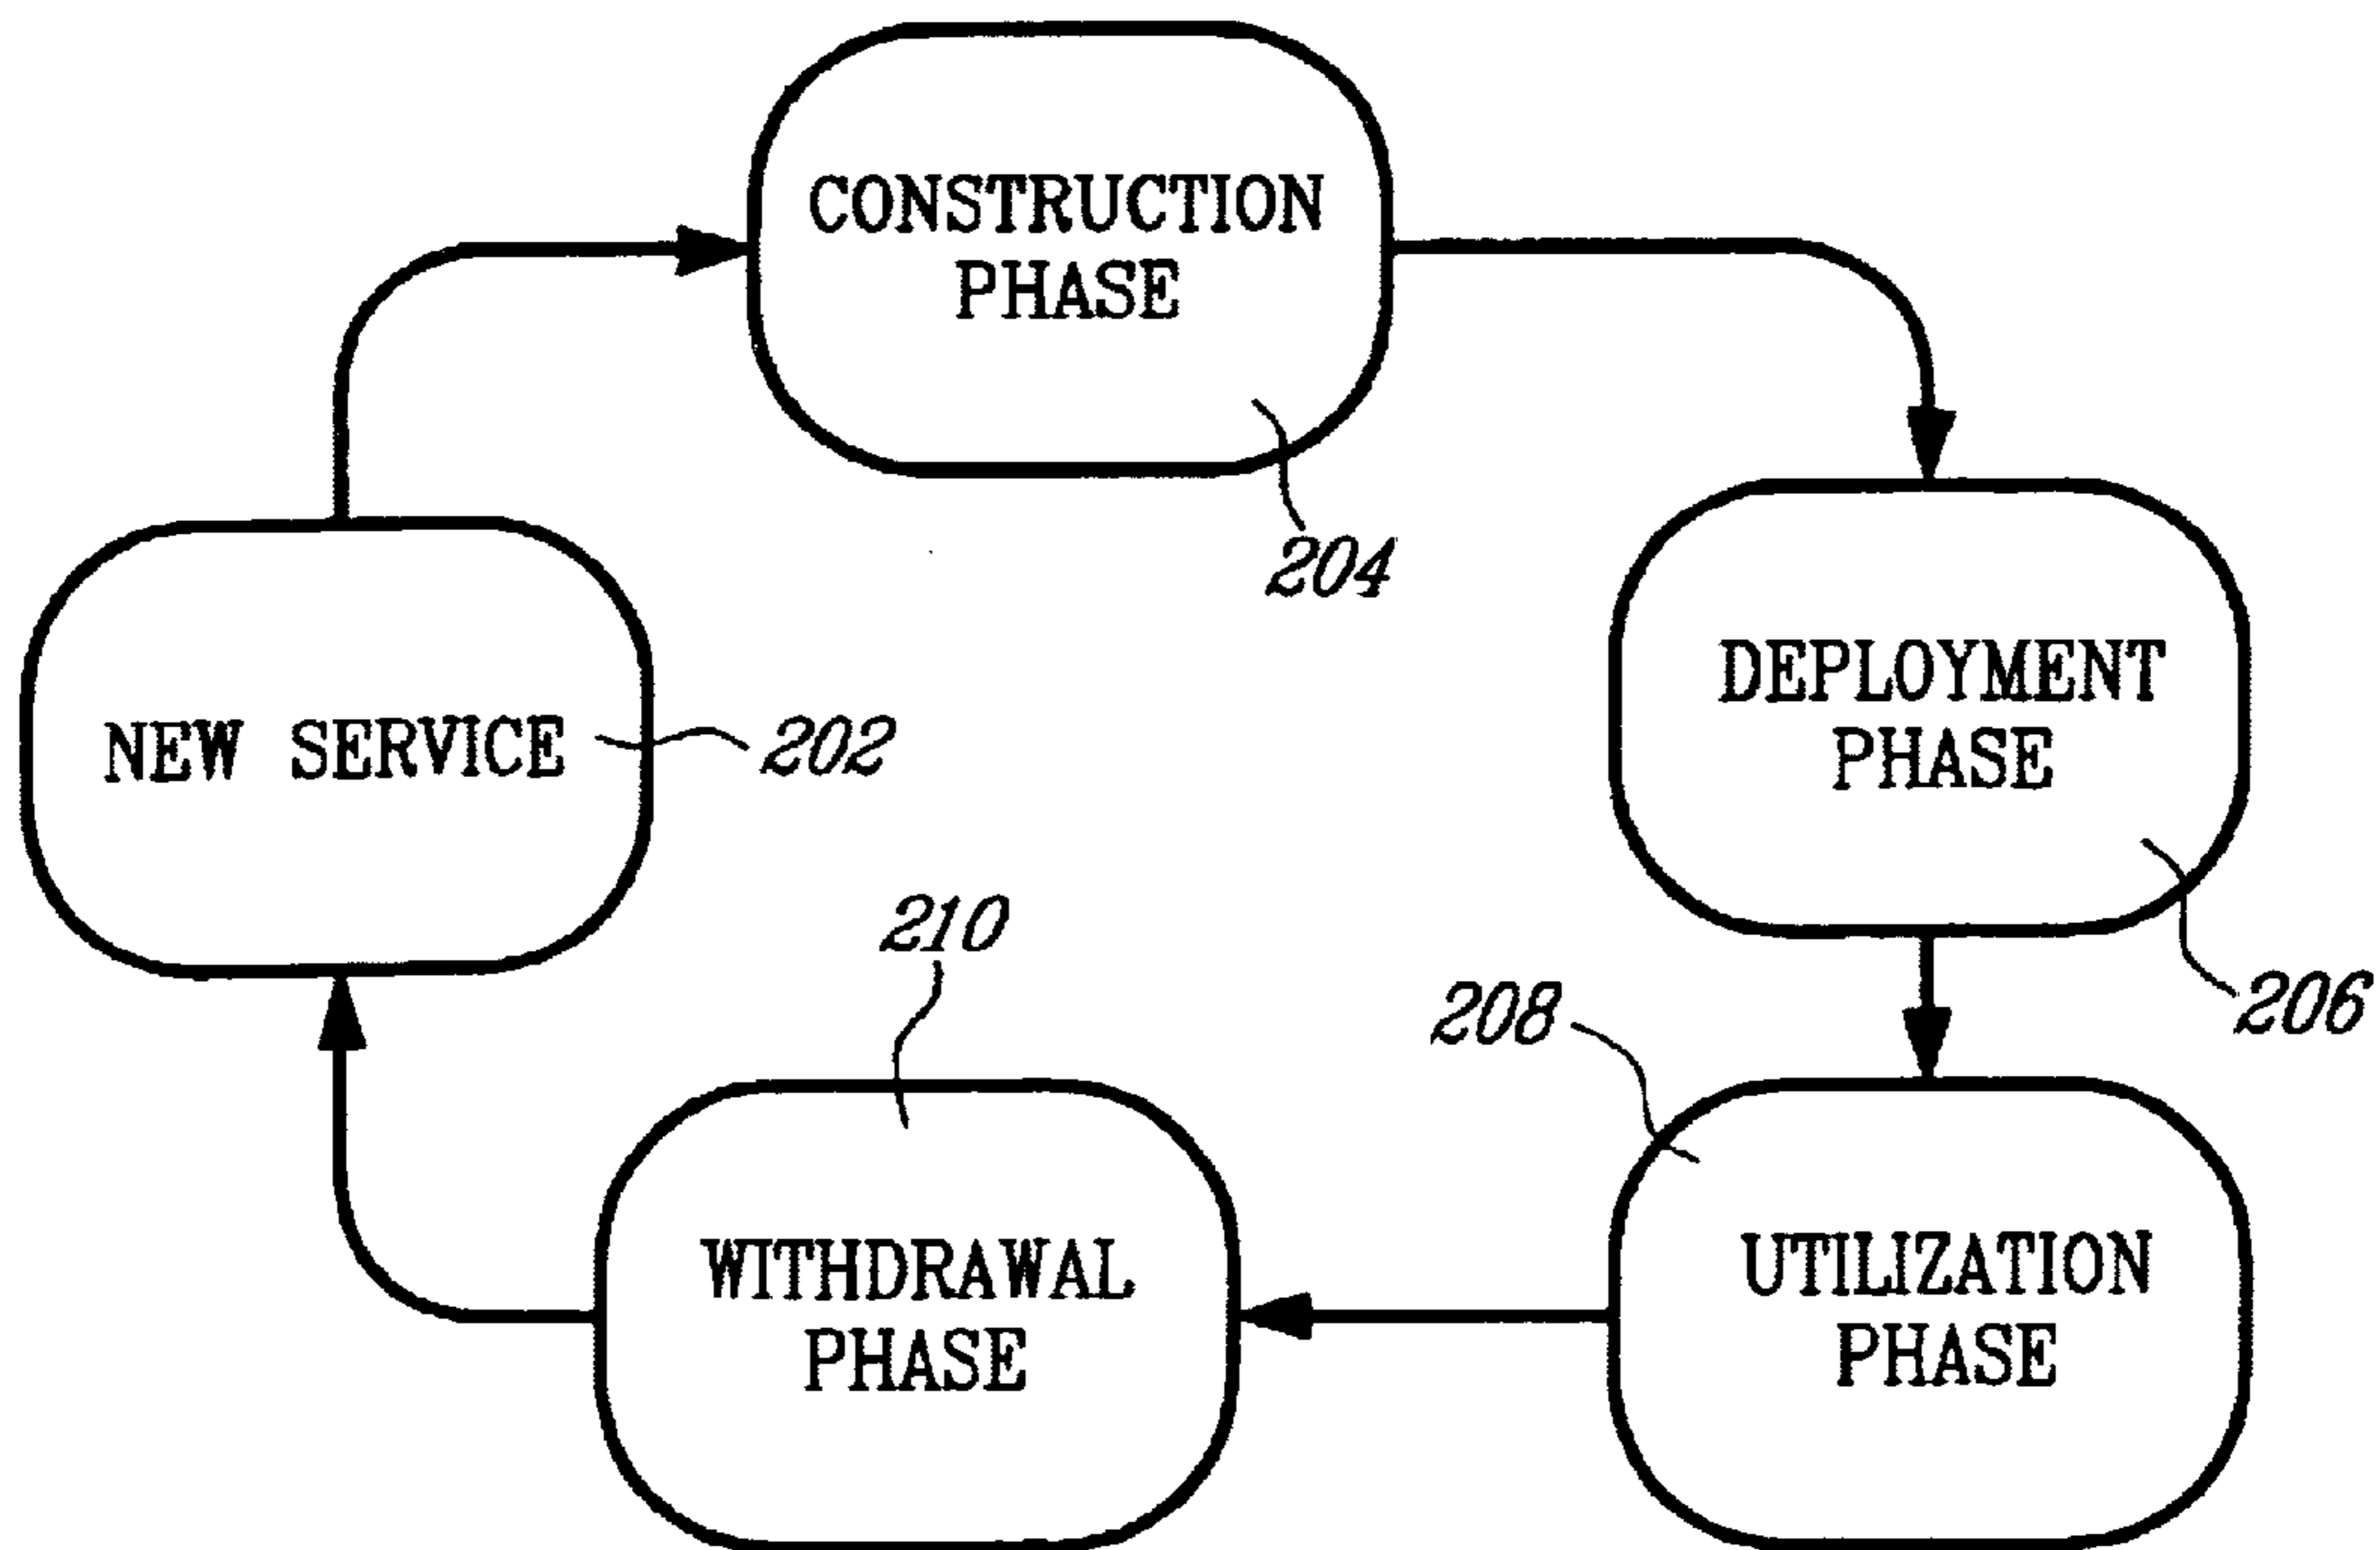 CONSTRUCTION
PHASE
204
NEW SERVICE
202
DEPLOYMENT
PHASE
206
210
208
WITHDRAWAL
PHASE
UTILIZATION
PHASE